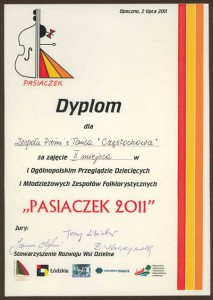 Opoczno, 2 lipca 2011
PASIACZEK
Dyplom
dla
Zespołu Pieśni i Tańca "Częstochowa"
za zajęcie II miejsca w
I Ogólnopolskim Przeglądzie Dziecięcych
i Młodzieżowych Zespołów Folklorystycznych
„PASIACZEK 2011"
Jury:
Stowarzyszenie Rozwoju Wsi Dzielna
Łódzkie